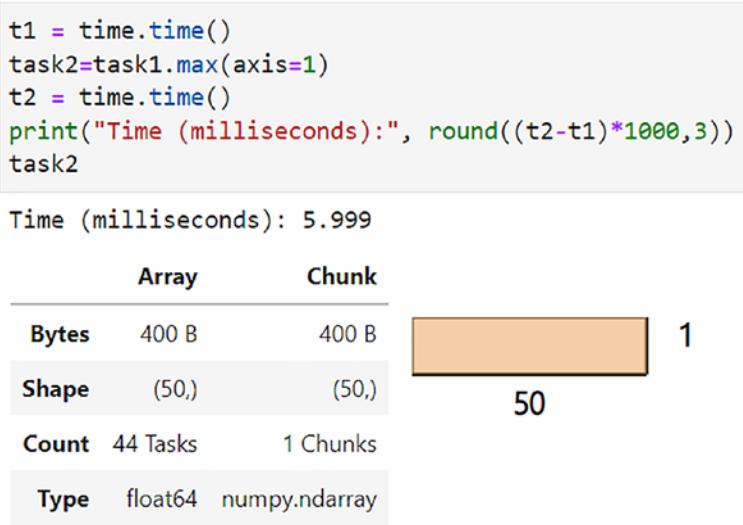 t1 = time.time()
task2=task1.max(axis=1)
t2 = time.time()
print("Time (milliseconds):", round((t2-t1)*1000,3))
task2
Time (milliseconds): 5.999
Array Chunk
Bytes 400 B 400 B
Shape (50,) (50,)
Count 44 Tasks 1 Chunks
Type float64 numpy.ndarray
1
50